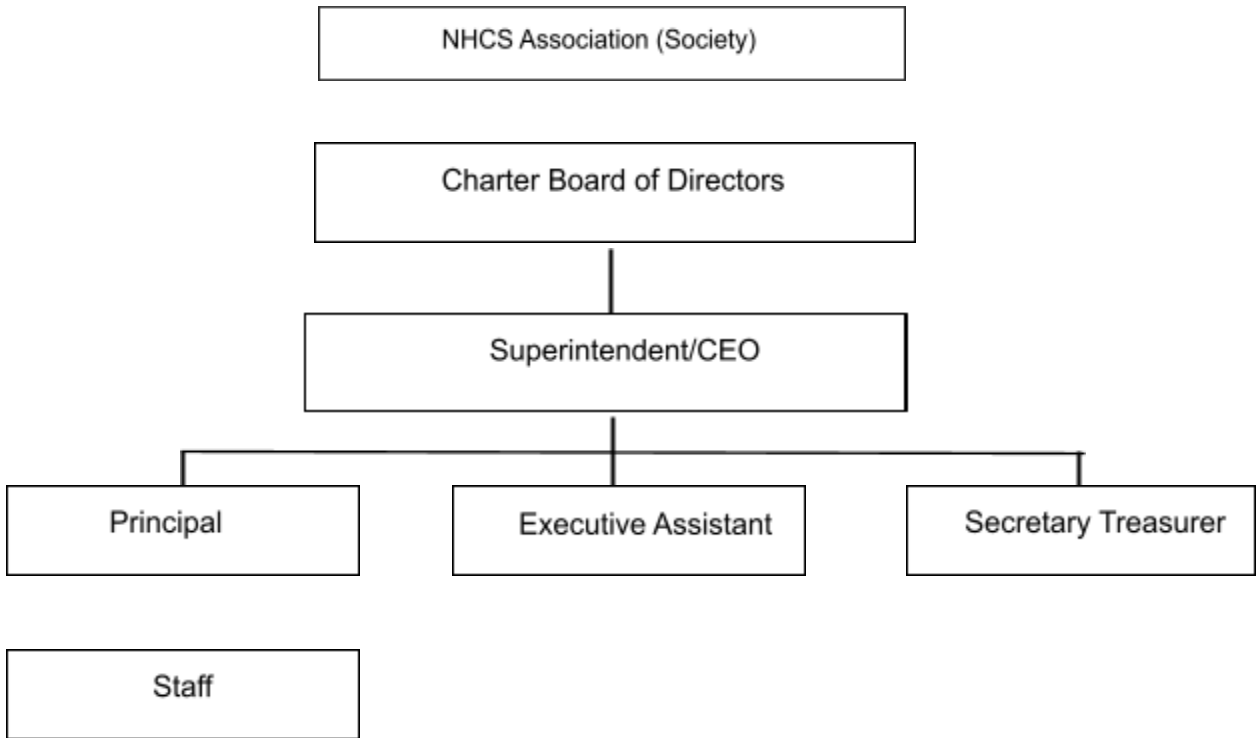 NHCS Association (Society)
Charter Board of Directors
Superintendent/CEO
Principal
Executive Assistant
Secretary Treasurer
Staff